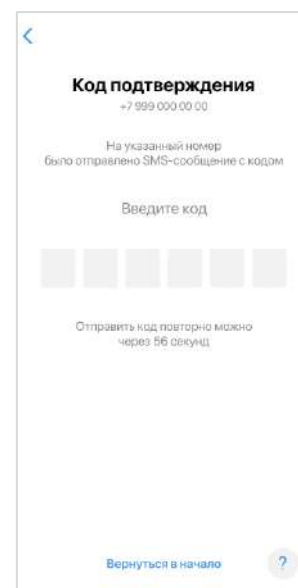 Код подтверждения
+7 999 000 00 00
На указанный номер
было отправлено SMS-сообщение с кодом
Введите код
Отправить код повторно можно
через 56 секунд
Вернуться в начало
?